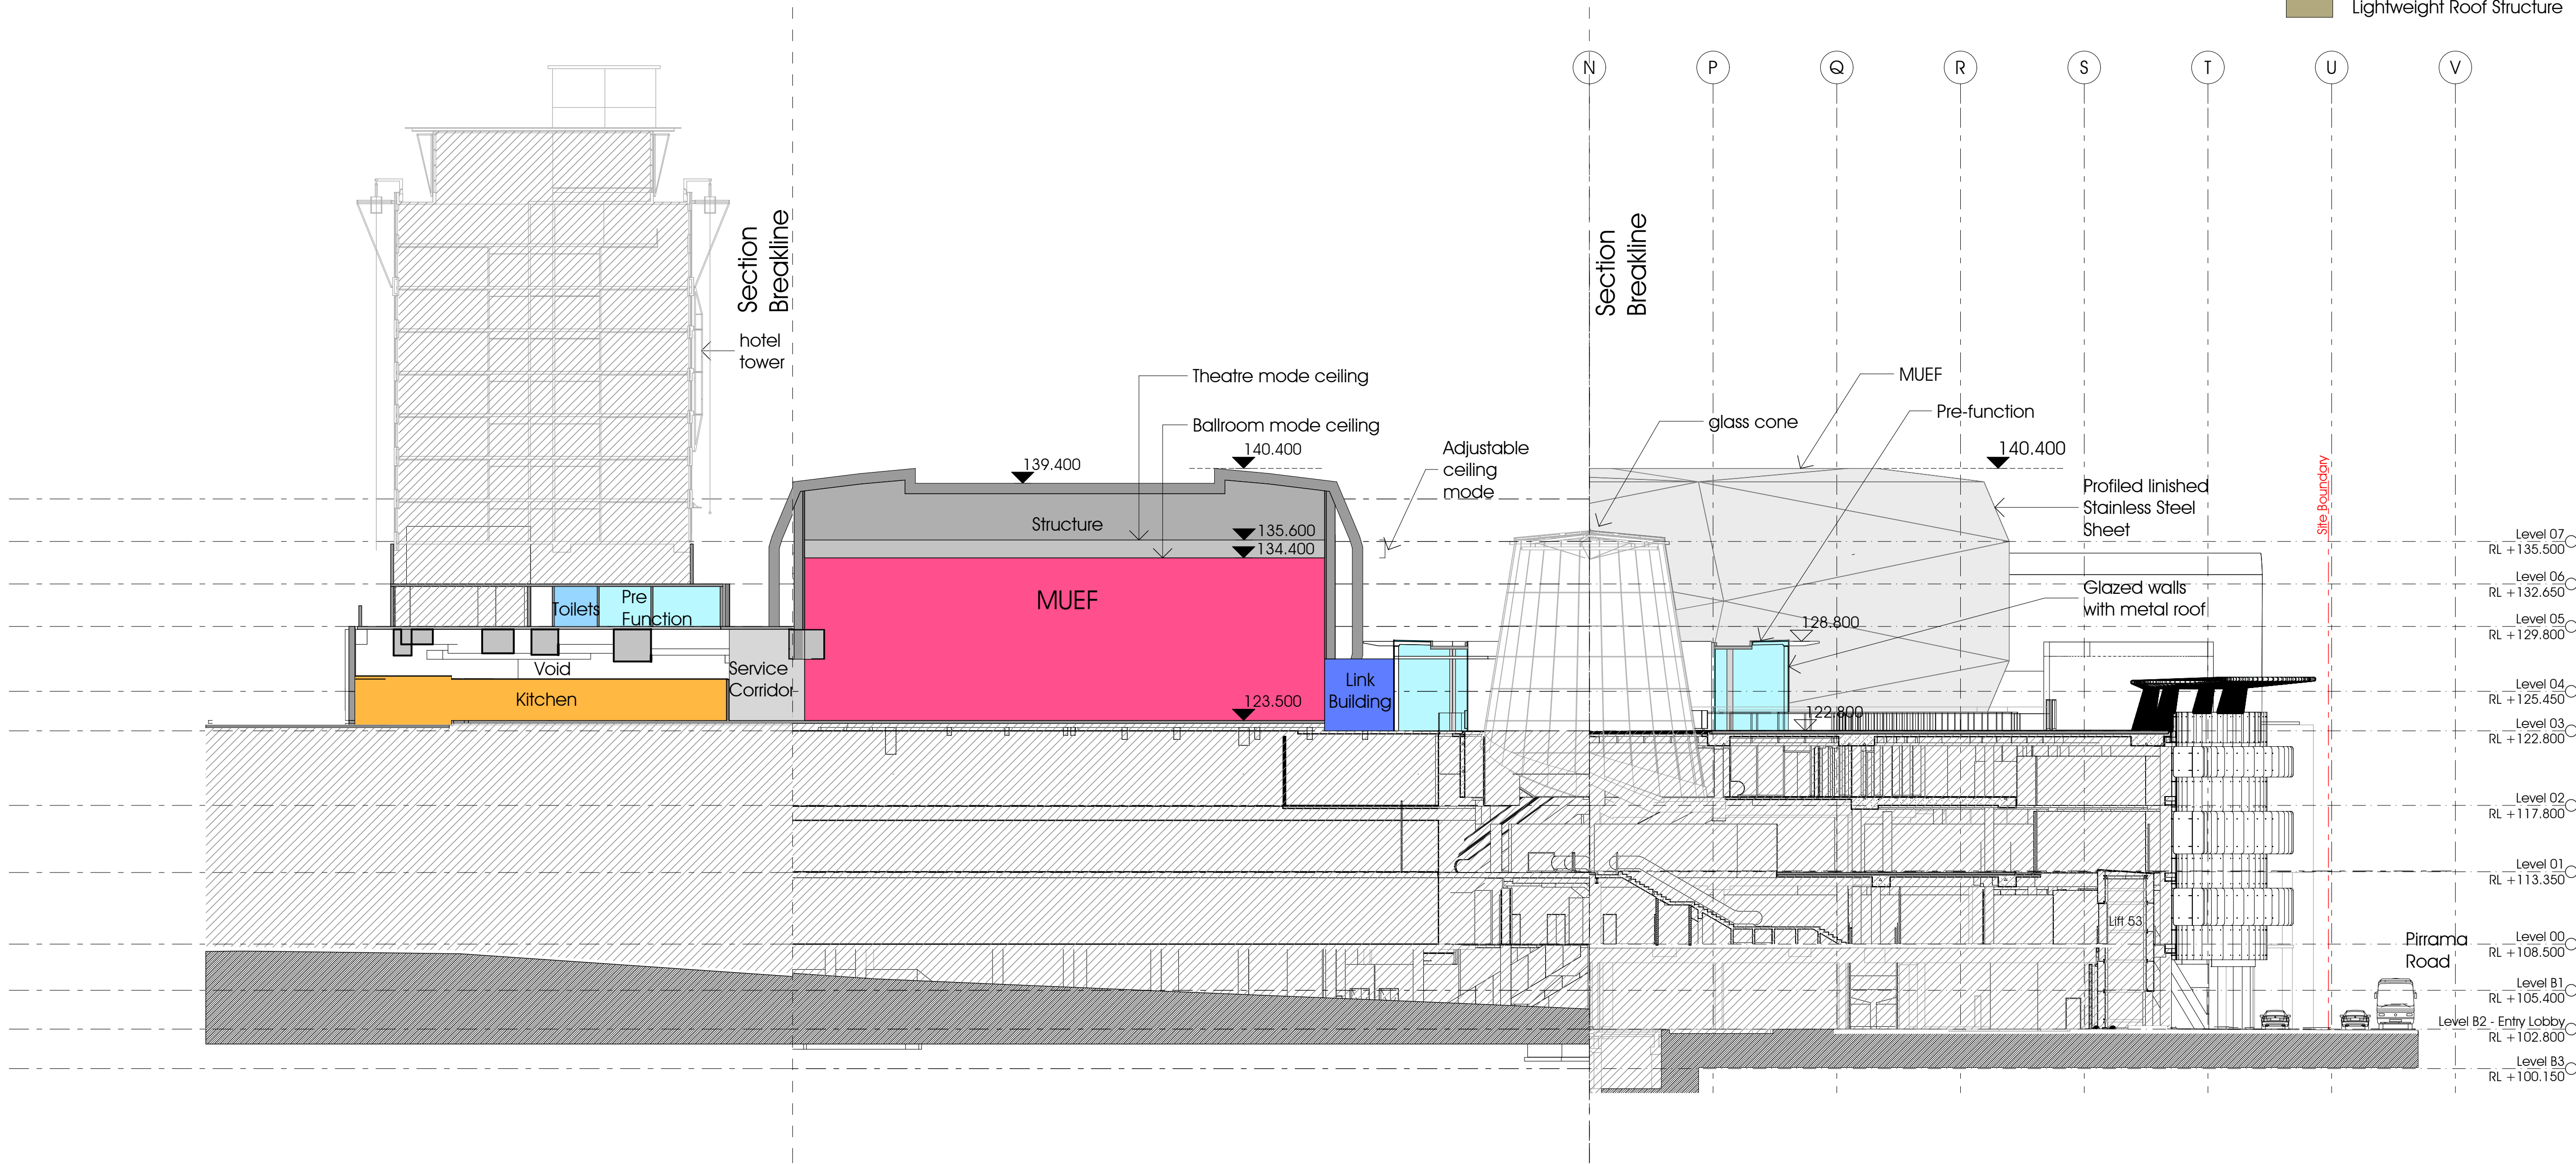 Lightweight Roof Structure
N
P
Q
R
S
T
U
V
Section
Breakline
Section
Breakline
hotel
tower
Theatre mode ceiling
Ballroom mode ceiling
Adjustable
ceiling
mode
139.400
140.400
glass cone
MUEF
Pre-function
140.400
Profiled linished
Stainless Steel
Sheet
Site Boundary
Structure
135.600
134.400
MUEF
Toilets
Pre
Function
Glazed walls
with metal roof
128.800
Void
Service
Corridor
Kitchen
Link
Building
123.500
122.800
Level 07
RL +135.500
Level 06
RL +132.650
Level 05
RL +129.800
Level 04
RL +125.450
Level 03
RL +122.800
Level 02
RL +117.800
Level 01
RL +113.350
Lift 53
Level 00
RL +108.500
Pirrama
Road
Level B1
RL +105.400
Level B2 - Entry Lobby
RL +102.800
Level B3
RL +100.150